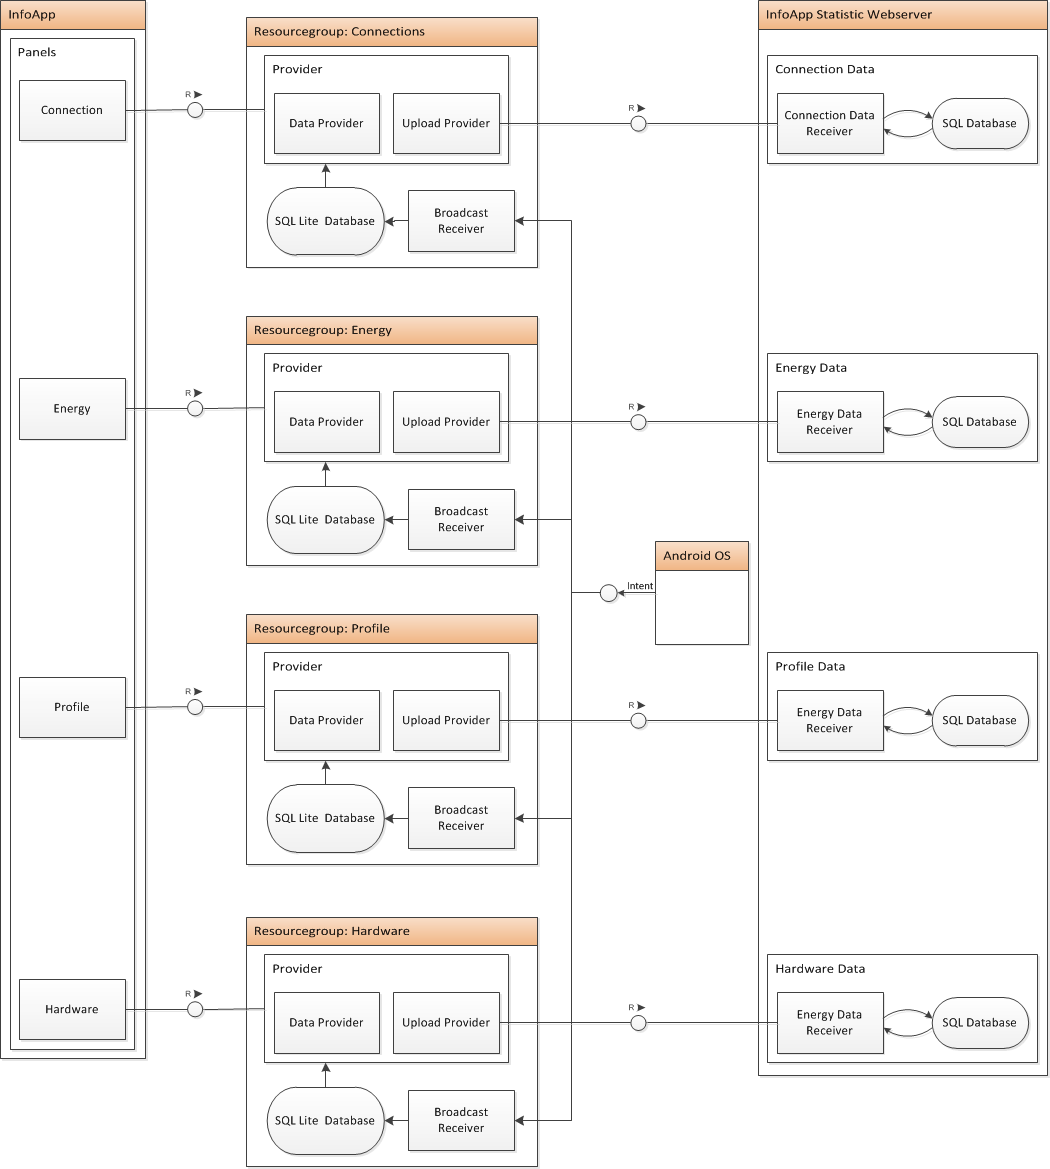 InfoApp
Panels
Connection
Energy
Profile
Hardware
R
Resourcegroup: Connections
Provider
Data Provider
Upload Provider
SQL Lite Database
Broadcast
Receiver
R
R
Resourcegroup: Energy
Provider
Data Provider
Upload Provider
SQL Lite Database
Broadcast
Receiver
R
R
Resourcegroup: Profile
Provider
Data Provider
Upload Provider
SQL Lite Database
Broadcast
Receiver
R
R
Resourcegroup: Hardware
Provider
Data Provider
Upload Provider
SQL Lite Database
Broadcast
Receiver
R
Android OS
Intent
InfoApp Statistic Webserver
Connection Data
Connection Data
Receiver
SQL Database
Energy Data
Energy Data
Receiver
SQL Database
Profile Data
Energy Data
Receiver
SQL Database
Hardware Data
Energy Data
Receiver
SQL Database